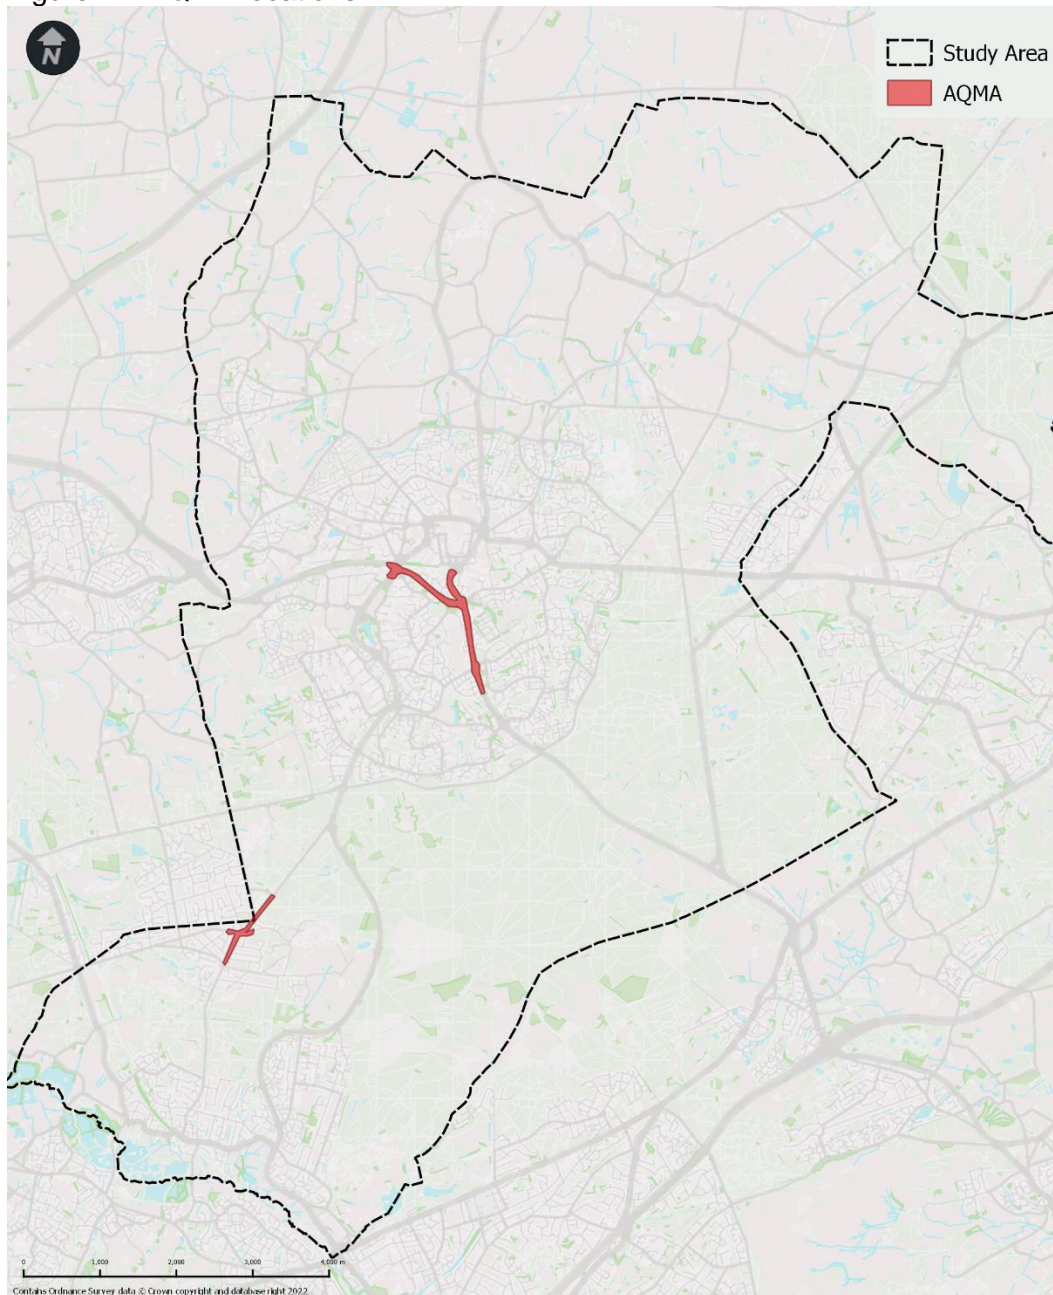 N
Study Area
AQMA
0 1,000 2,000 3,000 4,000 m
Contains Ordnance Survey data © Crown copyright and database right 2022